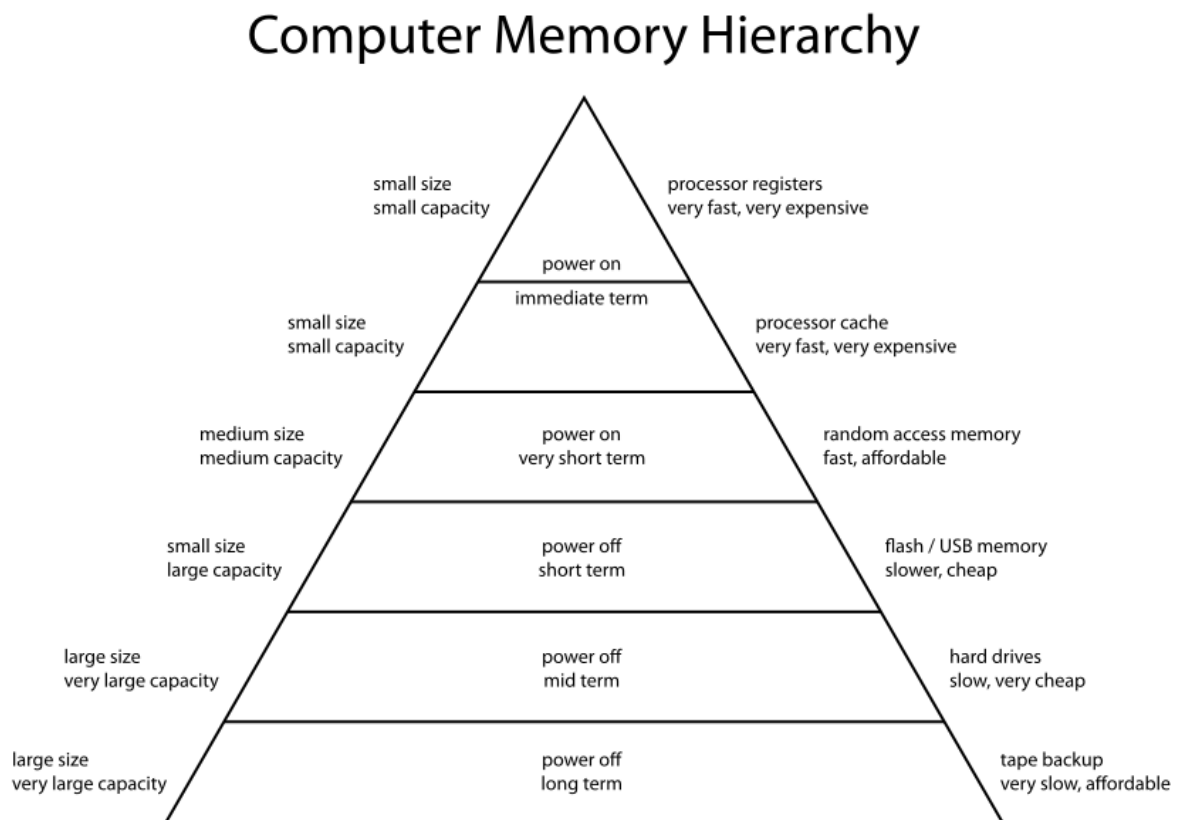 Computer Memory Hierarchy
small size
small capacity
processor registers
very fast, very expensive
power on
immediate term
small size
small capacity
processor cache
very fast, very expensive
medium size
medium capacity
power on
very short term
random access memory
fast, affordable
small size
large capacity
power off
short term
flash / USB memory
slower, cheap
large size
very large capacity
power off
mid term
hard drives
slow, very cheap
large size
very large capacity
power off
long term
tape backup
very slow, affordable